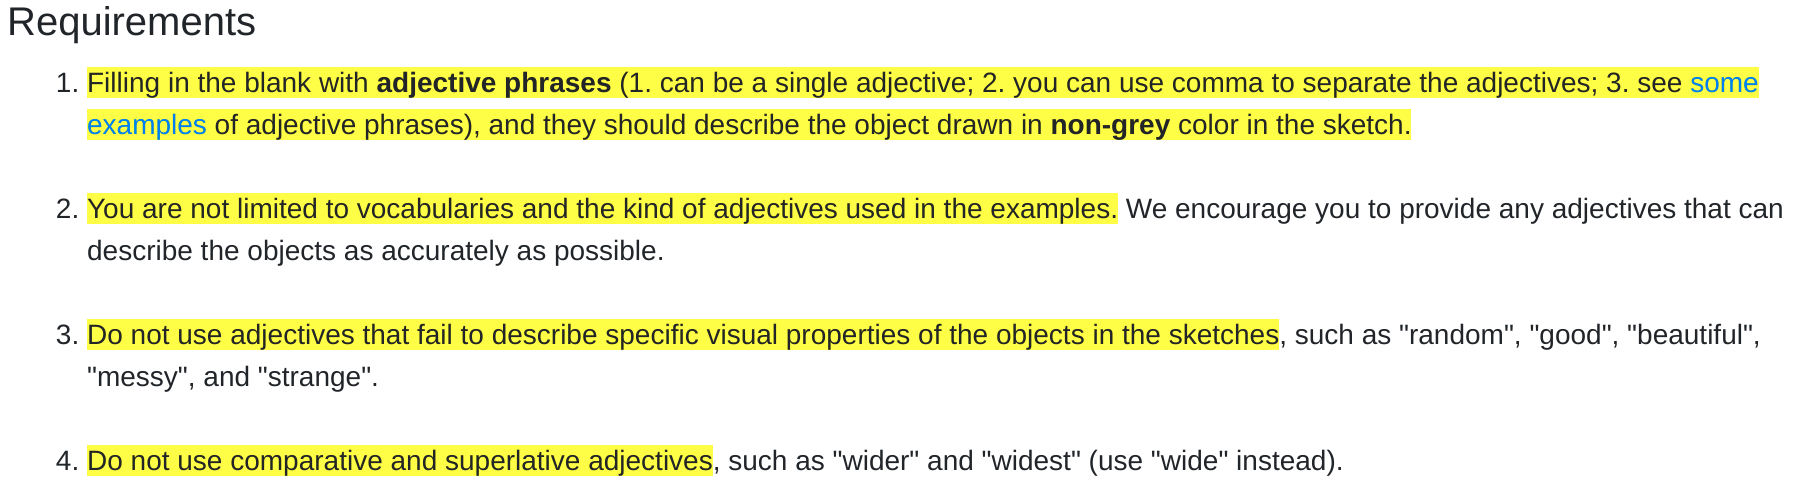 Requirements
1. Filling in the blank with adjective phrases (1. can be a single adjective; 2. you can use comma to separate the adjectives; 3. see some
examples of adjective phrases), and they should describe the object drawn in non-grey color in the sketch.
2. You are not limited to vocabularies and the kind of adjectives used in the examples. We encourage you to provide any adjectives that can
describe the objects as accurately as possible.
3. Do not use adjectives that fail to describe specific visual properties of the objects in the sketches, such as "random", "good", "beautiful",
"messy", and "strange".
4. Do not use comparative and superlative adjectives, such as "wider" and "widest" (use "wide" instead).